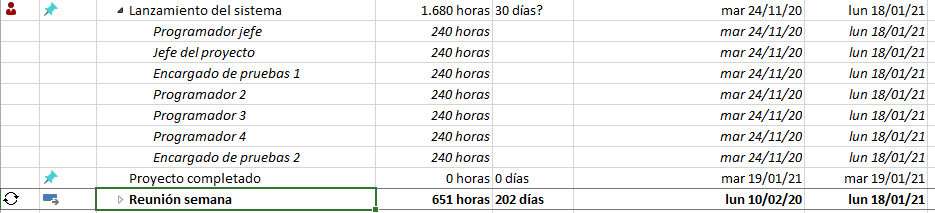 Lanzamiento del sistema 1.680 horas 30 días? mar 24/11/20 lun 18/01/21
Programador jefe 240 horas mar 24/11/20 lun 18/01/21
Jefe del proyecto 240 horas mar 24/11/20 lun 18/01/21
Encargado de pruebas 1 240 horas mar 24/11/20 lun 18/01/21
Programador 2 240 horas mar 24/11/20 lun 18/01/21
Programador 3 240 horas mar 24/11/20 lun 18/01/21
Programador 4 240 horas mar 24/11/20 lun 18/01/21
Encargado de pruebas 2 240 horas mar 24/11/20 lun 18/01/21
Proyecto completado 0 horas 0 días mar 19/01/21 mar 19/01/21
Reunión semana 651 horas 202 días lun 10/02/20 lun 18/01/21